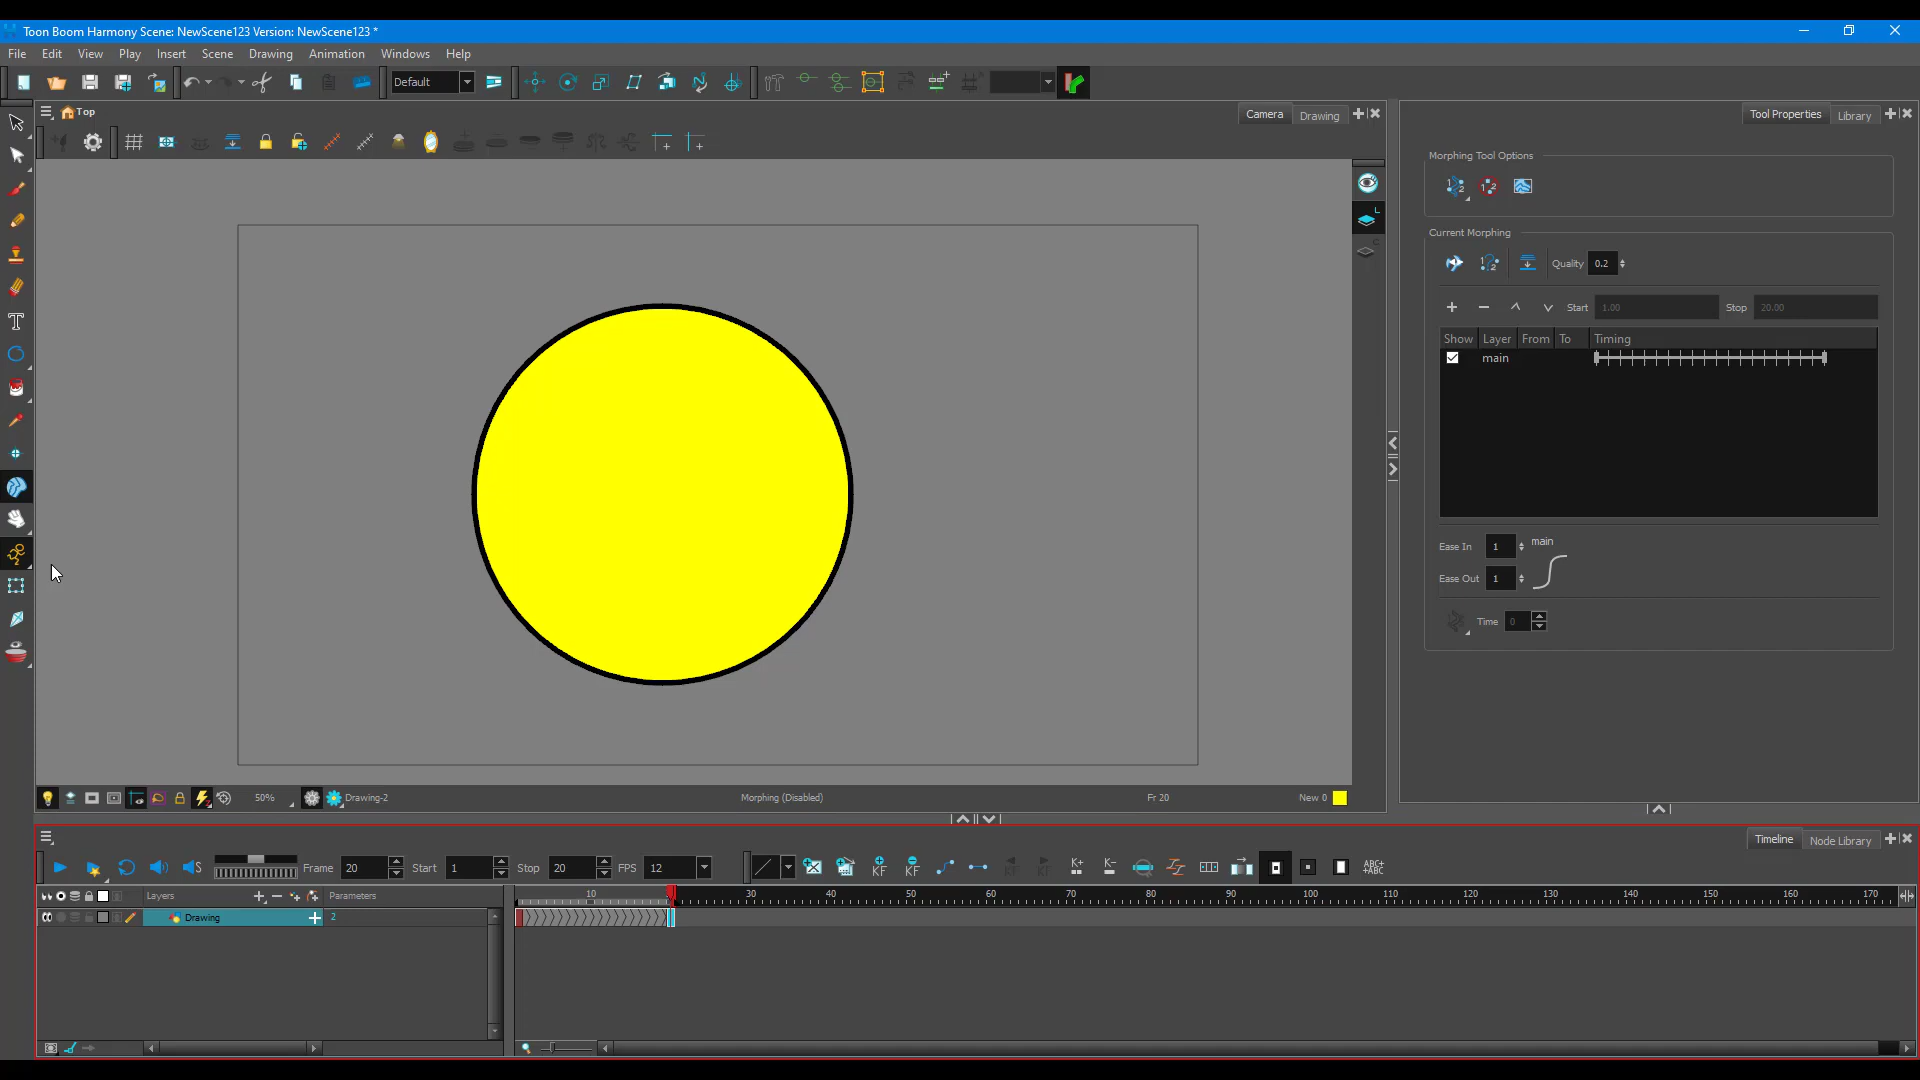 Toon Boom Harmony Scene: NewScene123 Version: NewScene123 *
File Edit View Play Insert Scene Drawing Animation Windows Help
Default
Top
Camera Drawing
Tool Properties Library
Morphing Tool Options
Current Morphing
Quality 0.2
Start 1.00 Stop 20.00
Show Layer From To Timing
main
Ease In 1 main
Ease Out 1
Time 0
50% Drawing-2 Morphing (Disabled) Fr 20 New 0
Timeline Node Library
Frame 20 Start 1 Stop 20 FPS 12 KF KF K+ K- ABC+ ABC
Layers Parameters 10 30 40 50 60 70 80 90 100 110 120 130 140 150 160 170
Drawing 2